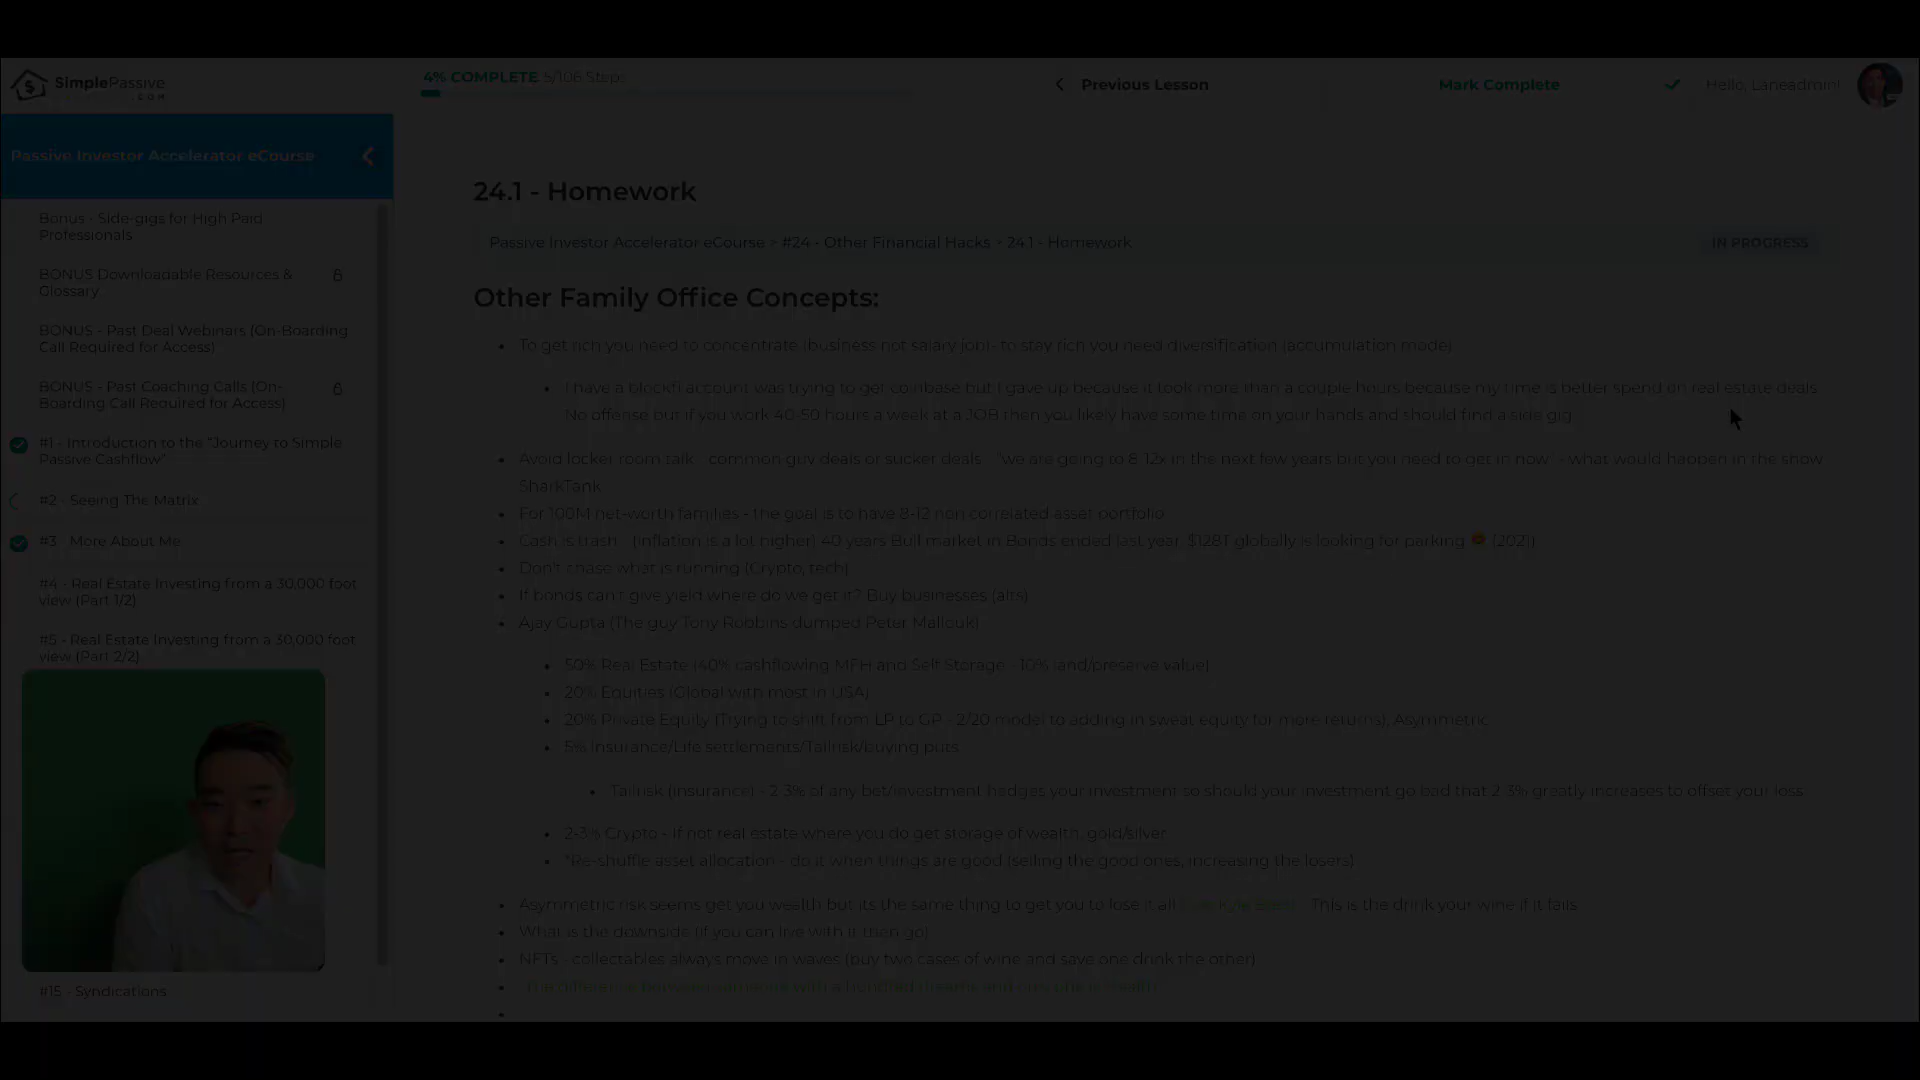 SimplePassive
.COM
4% COMPLETE 5/106 Steps
Previous Lesson
Mark Complete
Hello, Laneadmin!
Passive Investor Accelerator eCourse
Bonus - Side-gigs for High Paid
Professionals
BONUS Downloadable Resources &
Glossary
6
BONUS - Past Deal Webinars (On-Boarding
Call Required for Access)
BONUS - Past Coaching Calls (On-
Boarding Call Required for Access)
6
#1 - Introduction to the "Journey to Simple
Passive Cashflow"
#2 - Seeing The Matrix
#3 - More About Me
#4 - Real Estate Investing from a 30,000 foot
view (Part 1/2)
#5 - Real Estate Investing from a 30,000 foot
view (Part 2/2)
#15 - Syndications
24.1 - Homework
Passive Investor Accelerator eCourse > #24 - Other Financial Hacks > 24.1 - Homework
IN PROGRESS
Other Family Office Concepts:
To get rich you need to concentrate (business not salary job)- to stay rich you need diversification (accumulation mode)
I have a blockfi account was trying to get coinbase but I gave up because it took more than a couple hours because my time is better spend on real estate deals.
No offense but if you work 40-50 hours a week at a JOB then you likely have some time on your hands and should find a side gig
Avoid locker room talk - common guy deals or sucker deals - "we are going to 8-12x in the next few years but you need to get in now" - what would happen in the show
SharkTank
For 100M net-worth families - the goal is to have 8-12 non correlated asset portfolio
Cash is trash - (inflation is a lot higher) 40 years Bull market in Bonds ended last year. $128T globally is looking for parking (2021)
Don't chase what is running (Crypto, tech)
If bonds can't give yield where do we get it? Buy businesses (alts)
Ajay Gupta (The guy Tony Robbins dumped Peter Mallouk)
50% Real Estate (40% cashflowing MFH and Self Storage - 10% land/preserve value)
20% Equities (Global with most in USA)
20% Private Equity (Trying to shift from LP to GP - 2/20 model to adding in sweat equity for more returns), Asymmetric
5% Insurance/Life settlements/Tailrisk/buying puts
Tailrisk (insurance) - 2-3% of any bet/investment hedges your investment so should your investment go bad that 2-3% greatly increases to offset your loss
2-3% Crypto - If not real estate where you do get storage of wealth, gold/silver
*Re-shuffle asset allocation - do it when things are good (selling the good ones, increasing the losers)
Asymmetric risk seems get you wealth but its the same thing to get you to lose it all - This is the drink your wine if it fails
What is the downside (if you can live with it then go)
NFTs - collectables always move in waves (buy two cases of wine and save one drink the other)
"The difference between someone with a hundred dreams and